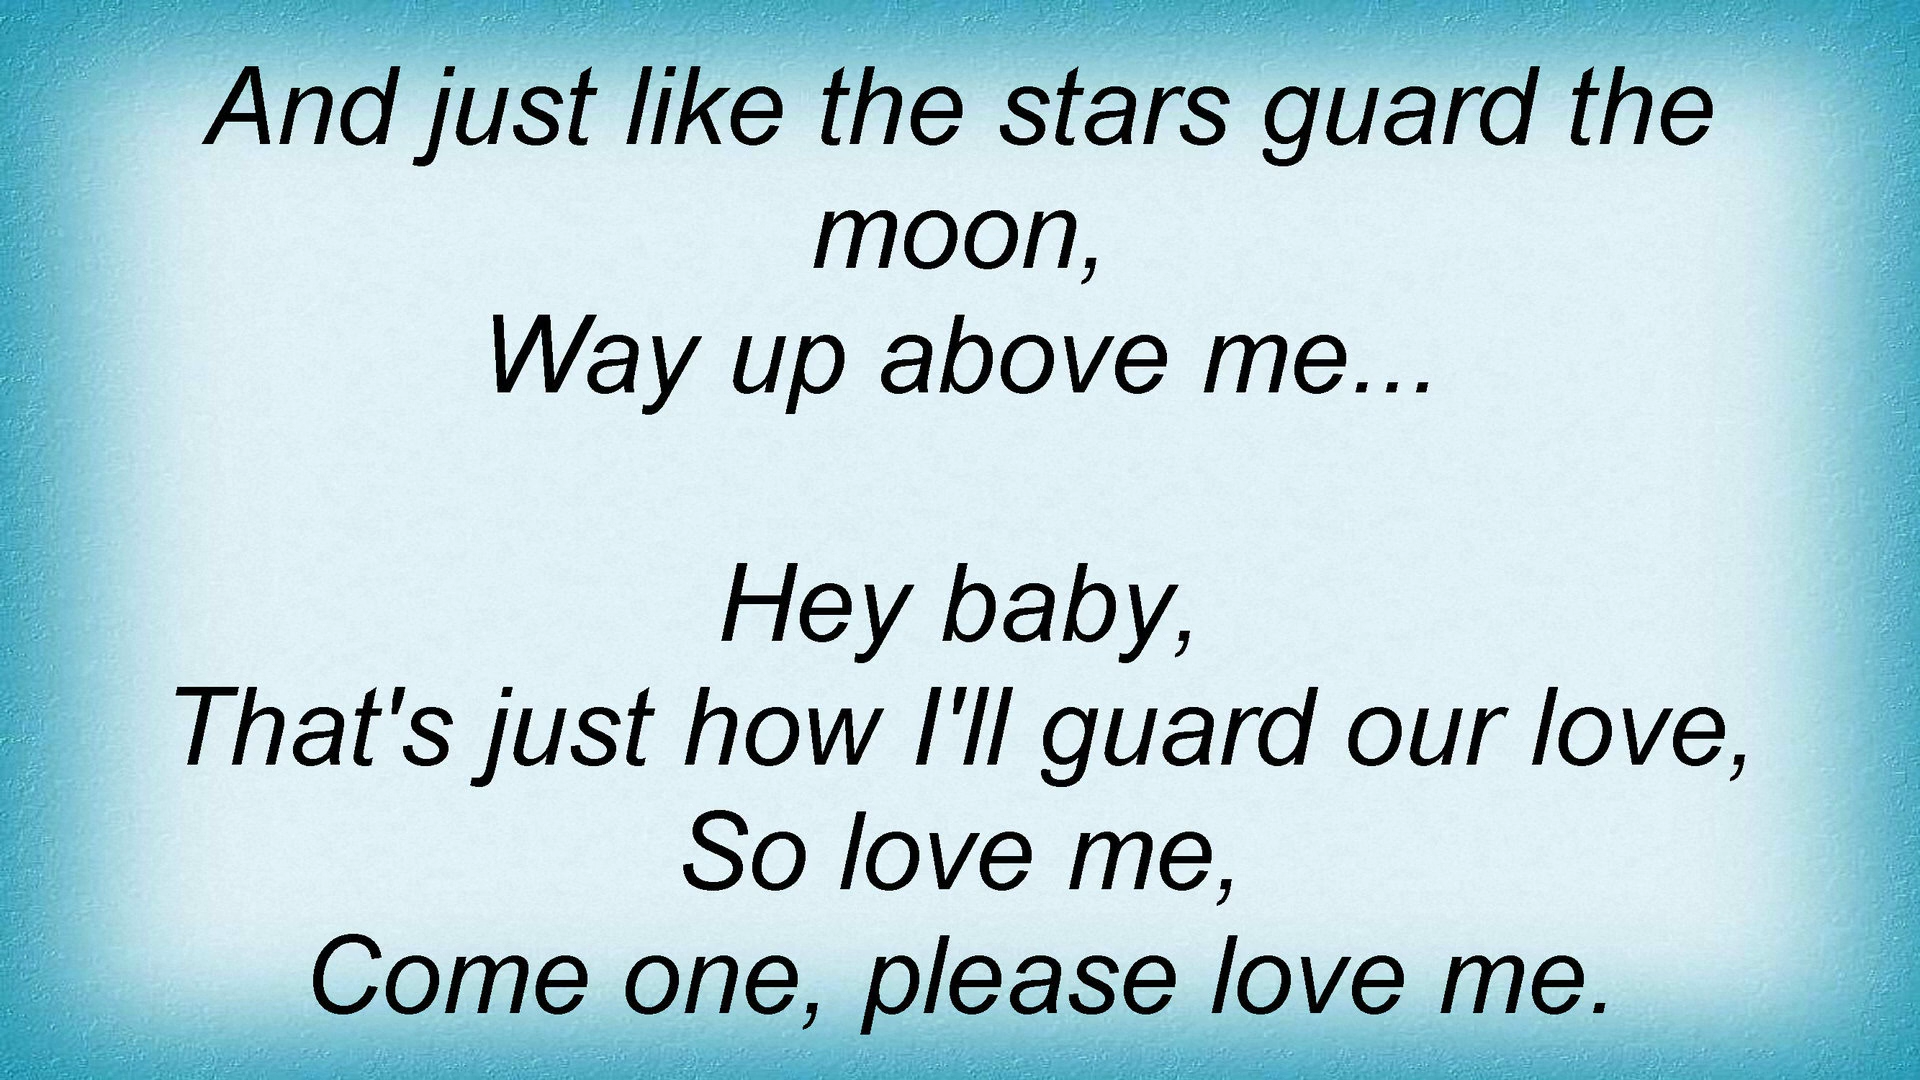 And just like the stars guard the
moon,
Way up above me...
Hey baby,
That's just how I'll guard our love,
So love me,
Come one, please love me.